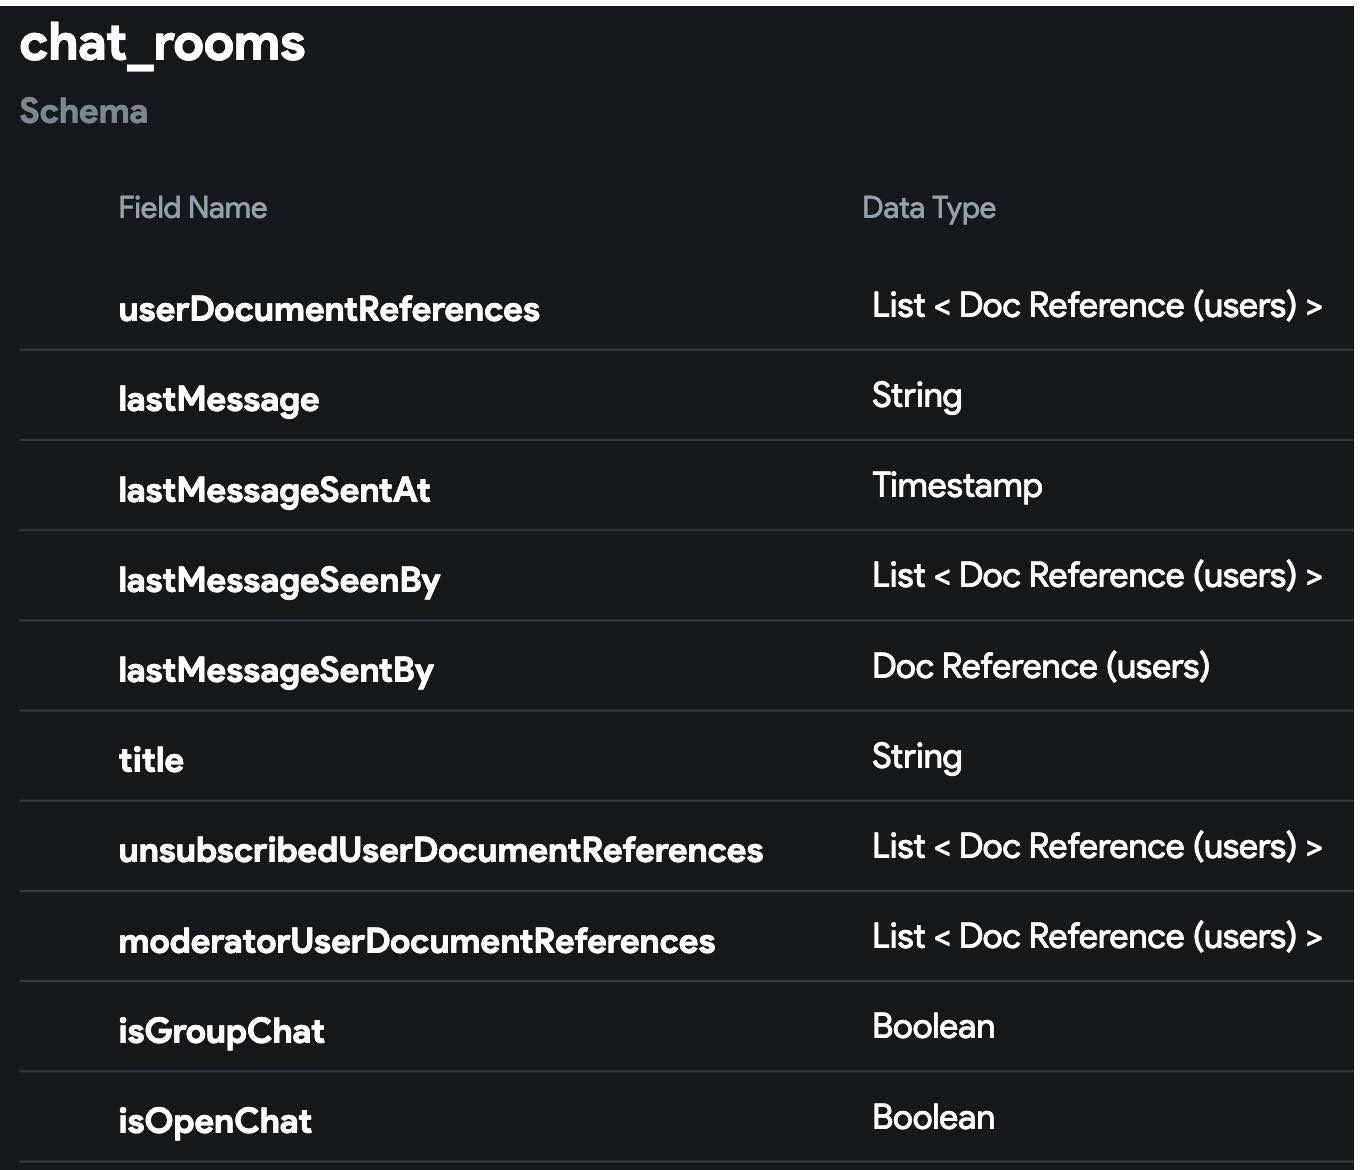 chat_rooms
Schema
Field Name Data Type
userDocumentReferences List < Doc Reference (users) >
lastMessage String
lastMessageSentAt Timestamp
lastMessageSeenBy List < Doc Reference (users) >
lastMessageSentBy Doc Reference (users)
title String
unsubscribedUserDocumentReferences List < Doc Reference (users) >
moderatorUserDocumentReferences List < Doc Reference (users) >
isGroupChat Boolean
isOpenChat Boolean